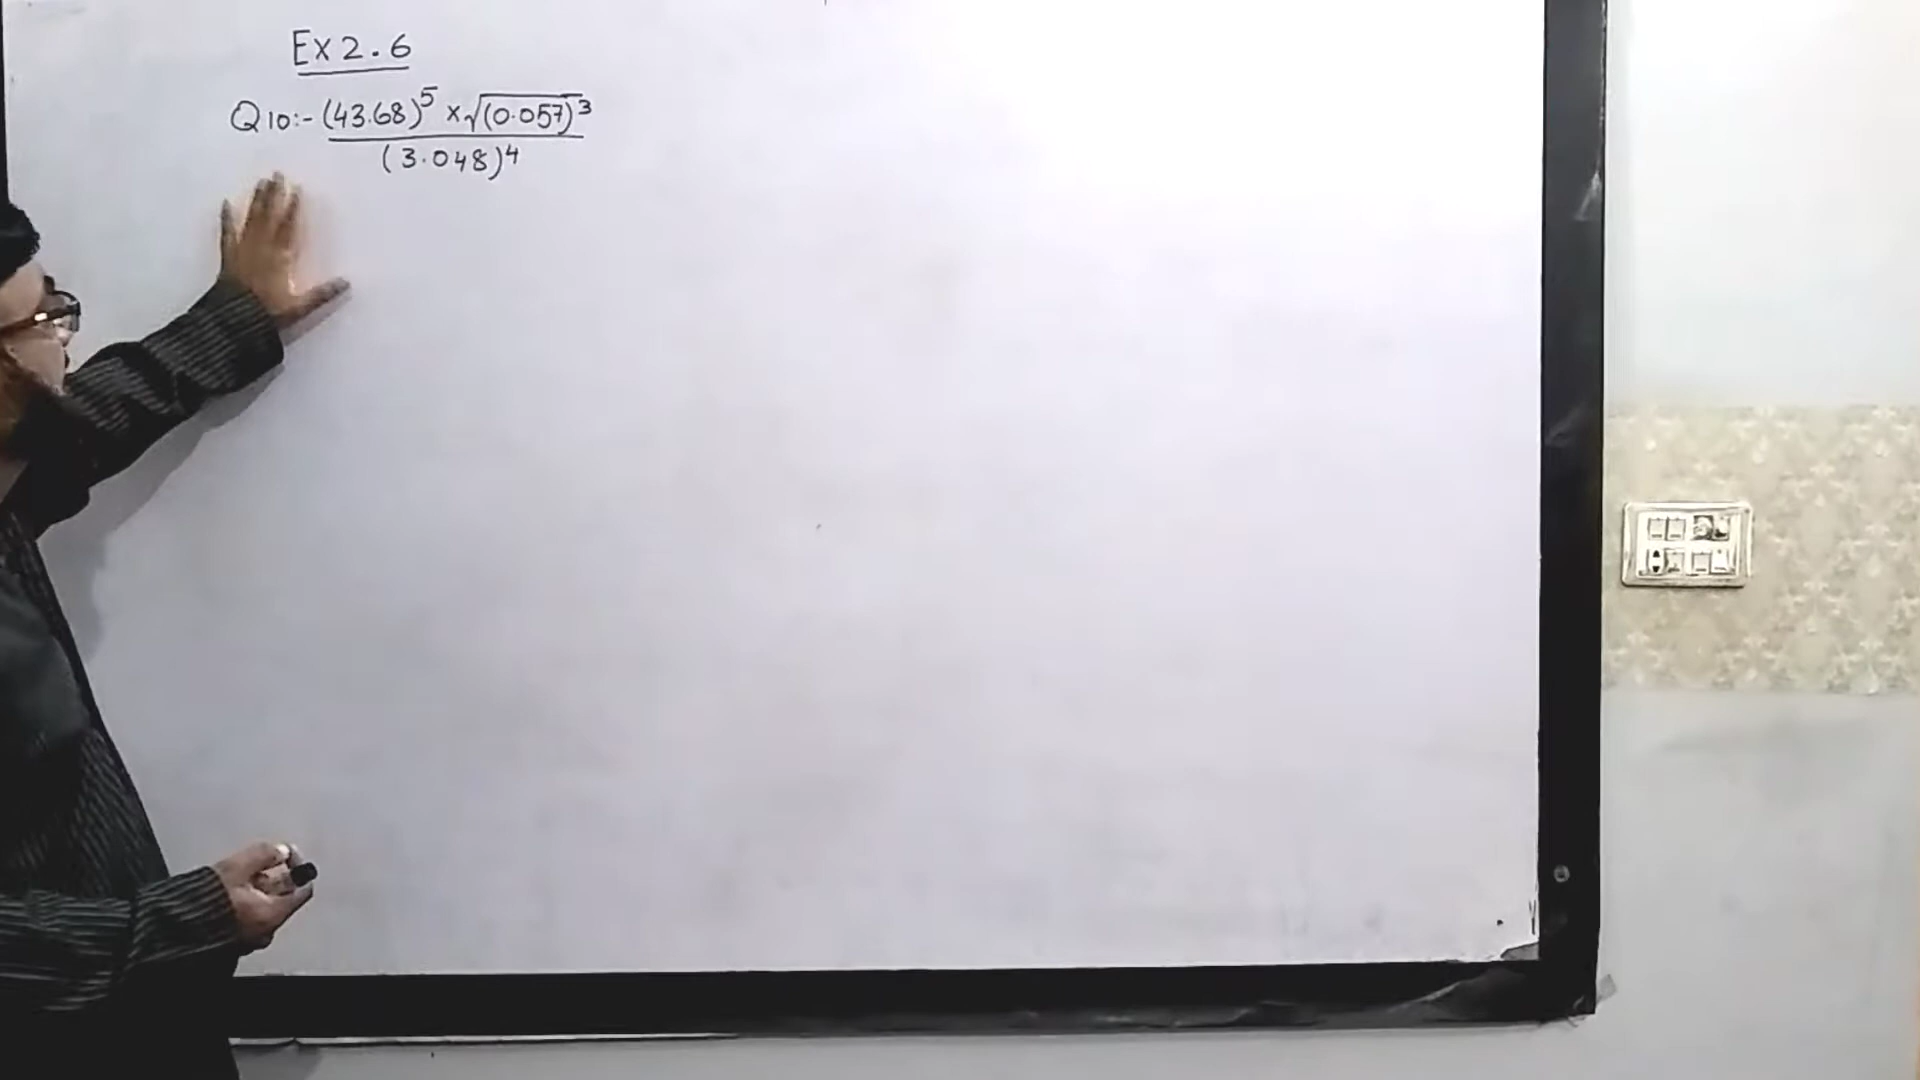 Ex 2.6
Q10:- (43.68)^5 × √(0.057)^3
(3.048)^4